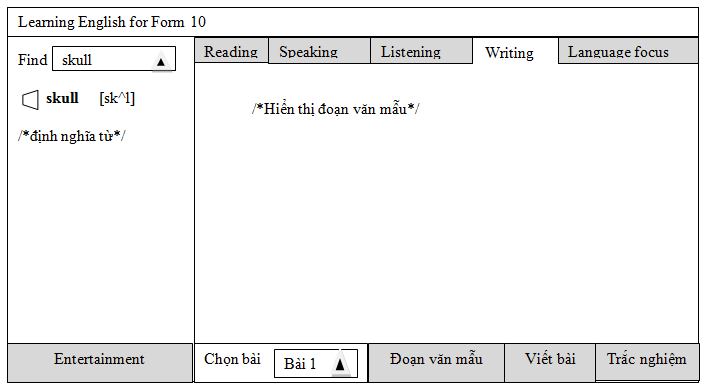 Learning English for Form 10
Find skull ▲
skull [sk^l]
/*định nghĩa từ*/
Reading Speaking Listening Writing Language focus
/*Hiển thị đoạn văn mẫu*/
Entertainment Chọn bài Bài 1 ▲ Đoạn văn mẫu Viết bài Trắc nghiệm